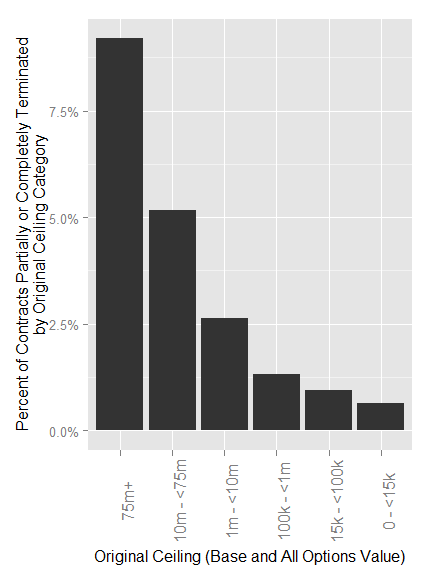 Percent of Contracts Partially or Completely Terminated
by Original Ceiling Category
7.5%
5.0%
2.5%
0.0%
75m+
10m - <75m
1m - <10m
100k - <1m
15k - <100k
0 - <15k
Original Ceiling (Base and All Options Value)